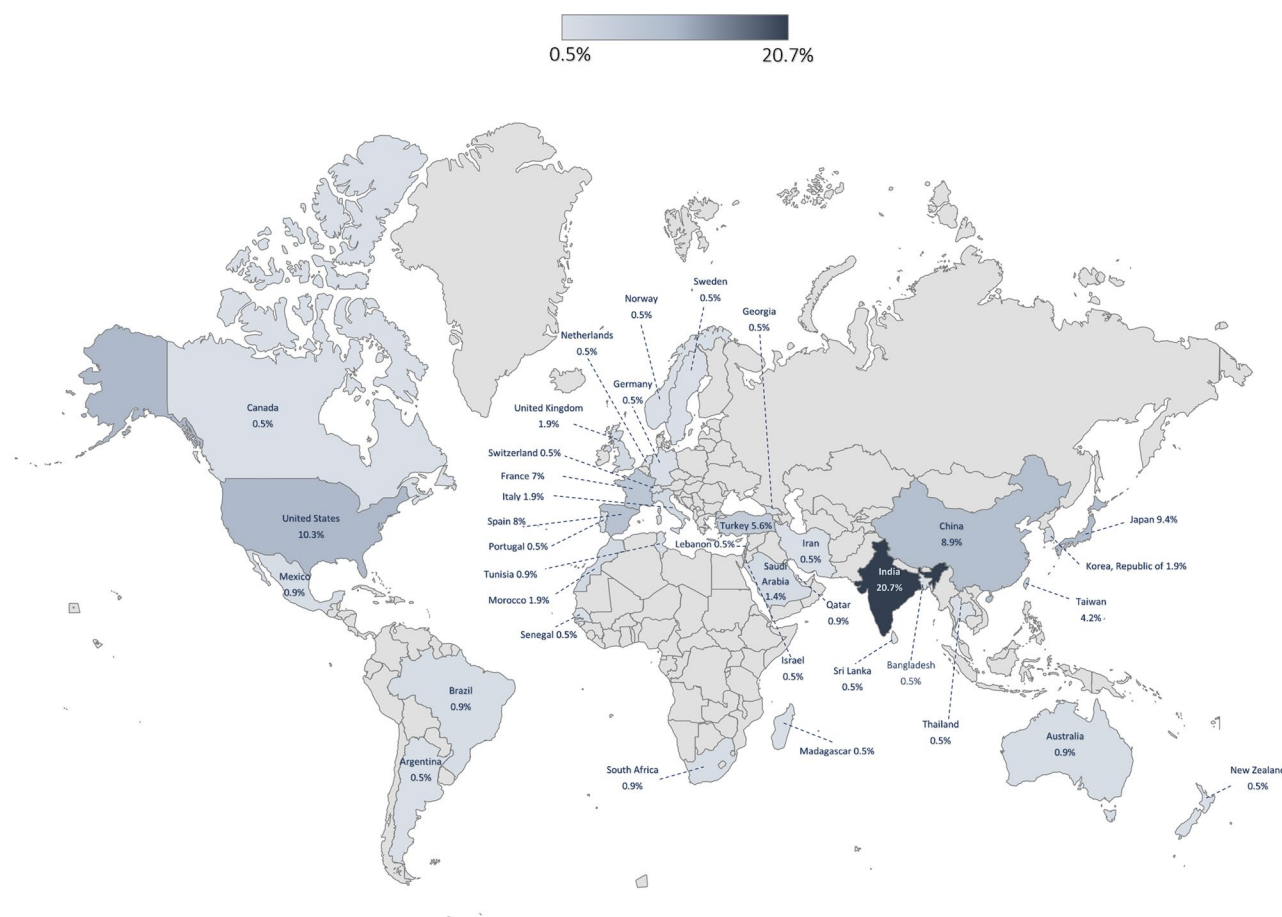 0.5%
20.7%
Sweden
0.5%
Norway
0.5%
Georgia
0.5%
Netherlands
0.5%
Germany
0.5%
United Kingdom
1.9%
Canada
0.5%
Switzerland 0.5%
France 7%
Italy 1.9%
Spain 8%
Portugal 0.5%
Tunisia 0.9%
Morocco 1.9%
Senegal 0.5%
United States
10.3%
Mexico
0.9%
Turkey 5.6%
Lebanon 0.5%
Iran
0.5%
Saudi
Arabia
1.4%
Qatar
0.9%
Israel
0.5%
China
8.9%
India
20.7%
Japan 9.4%
Korea, Republic of 1.9%
Taiwan
4.2%
Sri Lanka
0.5%
Bangladesh
0.5%
Thailand
0.5%
Brazil
0.9%
Argentina
0.5%
South Africa
0.9%
Madagascar 0.5%
Australia
0.9%
New Zealand
0.5%